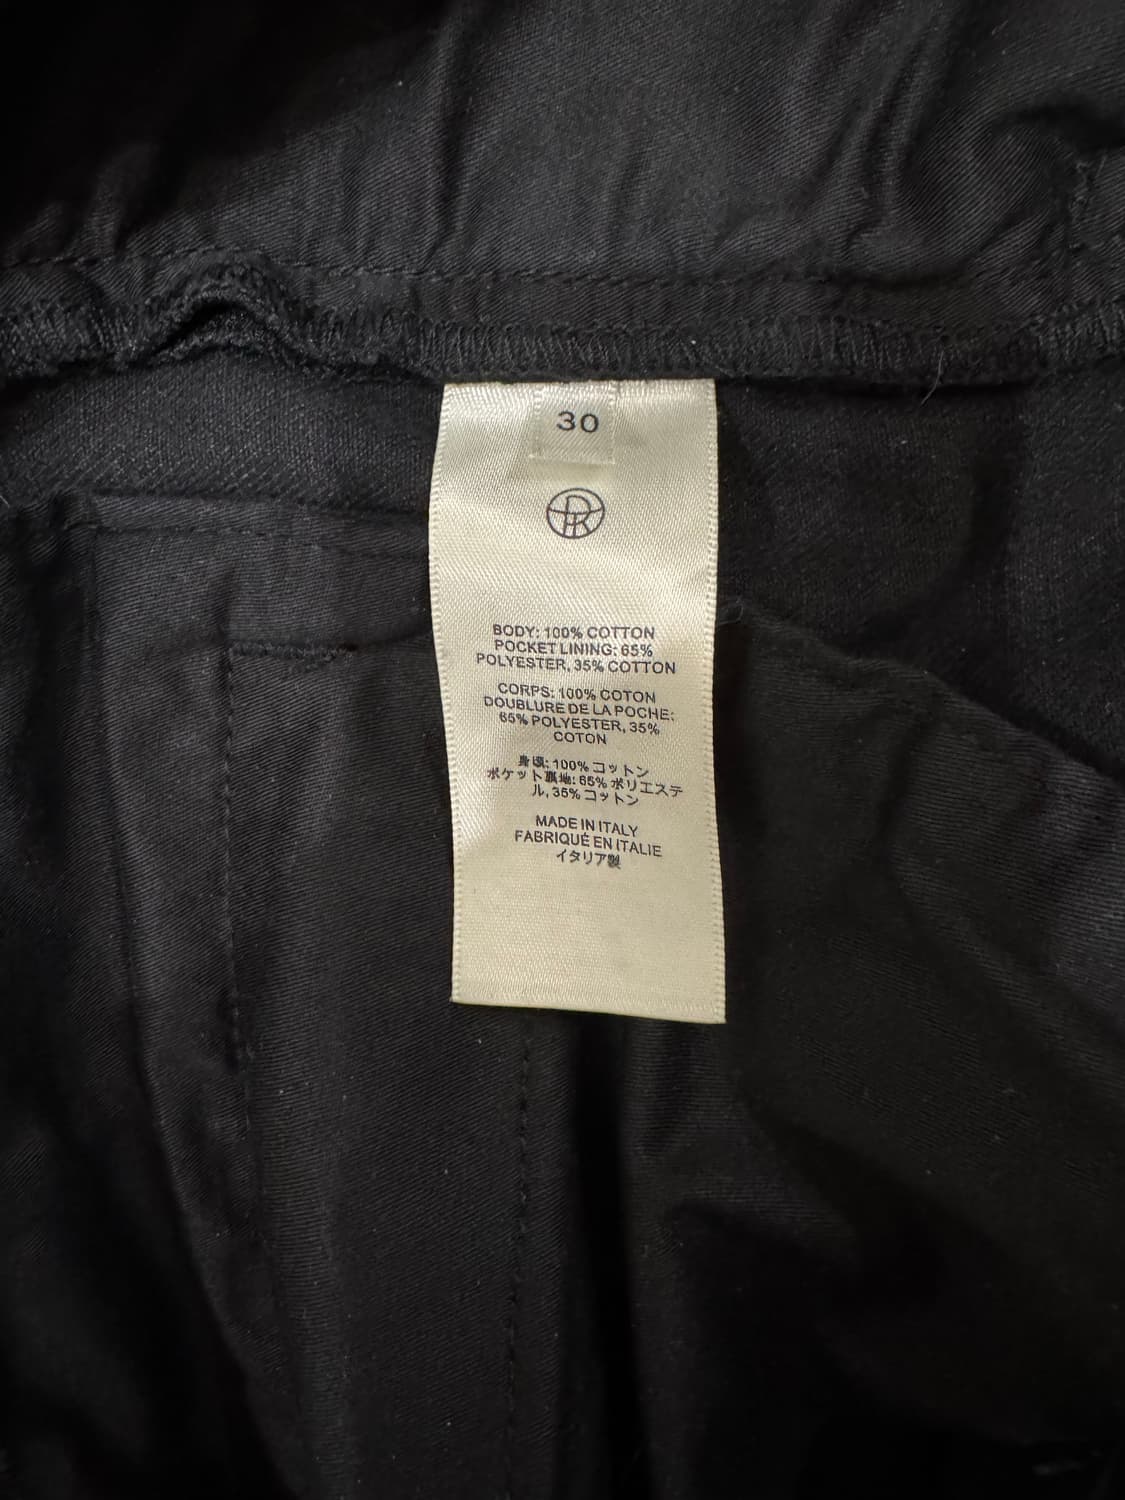 30
BODY: 100% COTTON
POCKET LINING: 65%
POLYESTER, 35% COTTON
CORPS: 100% COTON
DOUBLURE DE LA POCHE:
65% POLYESTER, 35%
COTON
身頃: 100% コットン
ポケット裏地: 65% ポリエステ
ル, 35% コットン
MADE IN ITALY
FABRIQUÉ EN ITALIE
イタリア製